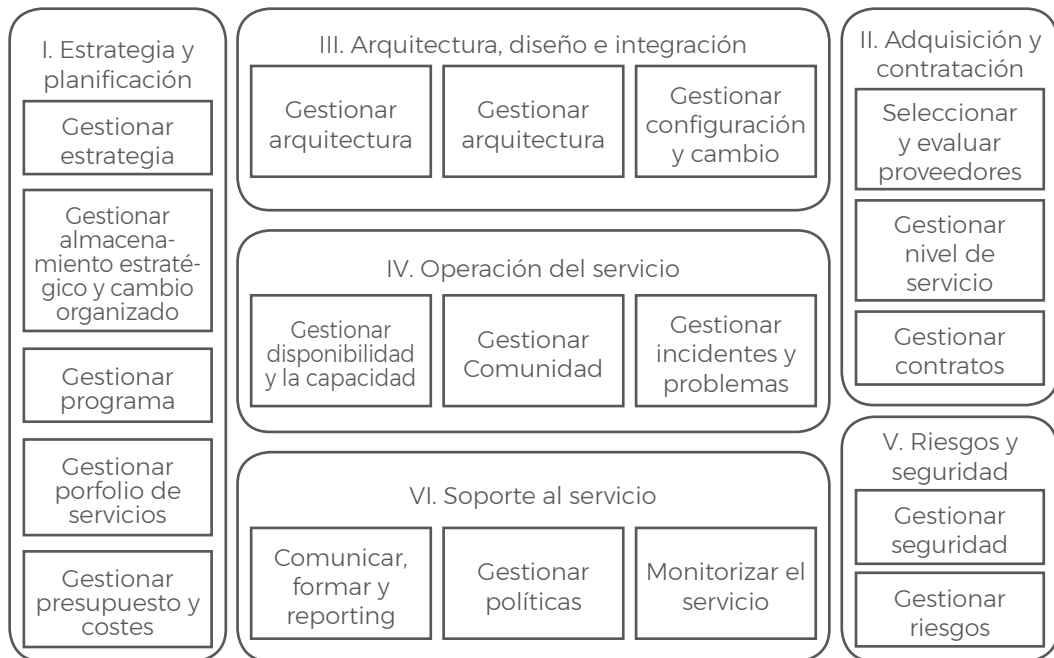 I. Estrategia y
planificación
Gestionar
estrategia
Gestionar
almacena-
miento estraté-
gico y cambio
organizado
Gestionar
programa
Gestionar
porfolio de
servicios
Gestionar
presupuesto y
costes
III. Arquitectura, diseño e integración
Gestionar
arquitectura
Gestionar
arquitectura
Gestionar
configuración
y cambio
IV. Operación del servicio
Gestionar
disponibilidad
y la capacidad
Gestionar
Comunidad
Gestionar
incidentes y
problemas
VI. Soporte al servicio
Comunicar,
formar y
reporting
Gestionar
políticas
Monitorizar el
servicio
II. Adquisición y
contratación
Seleccionar
y evaluar
proveedores
Gestionar
nivel de
servicio
Gestionar
contratos
V. Riesgos y
seguridad
Gestionar
seguridad
Gestionar
riesgos